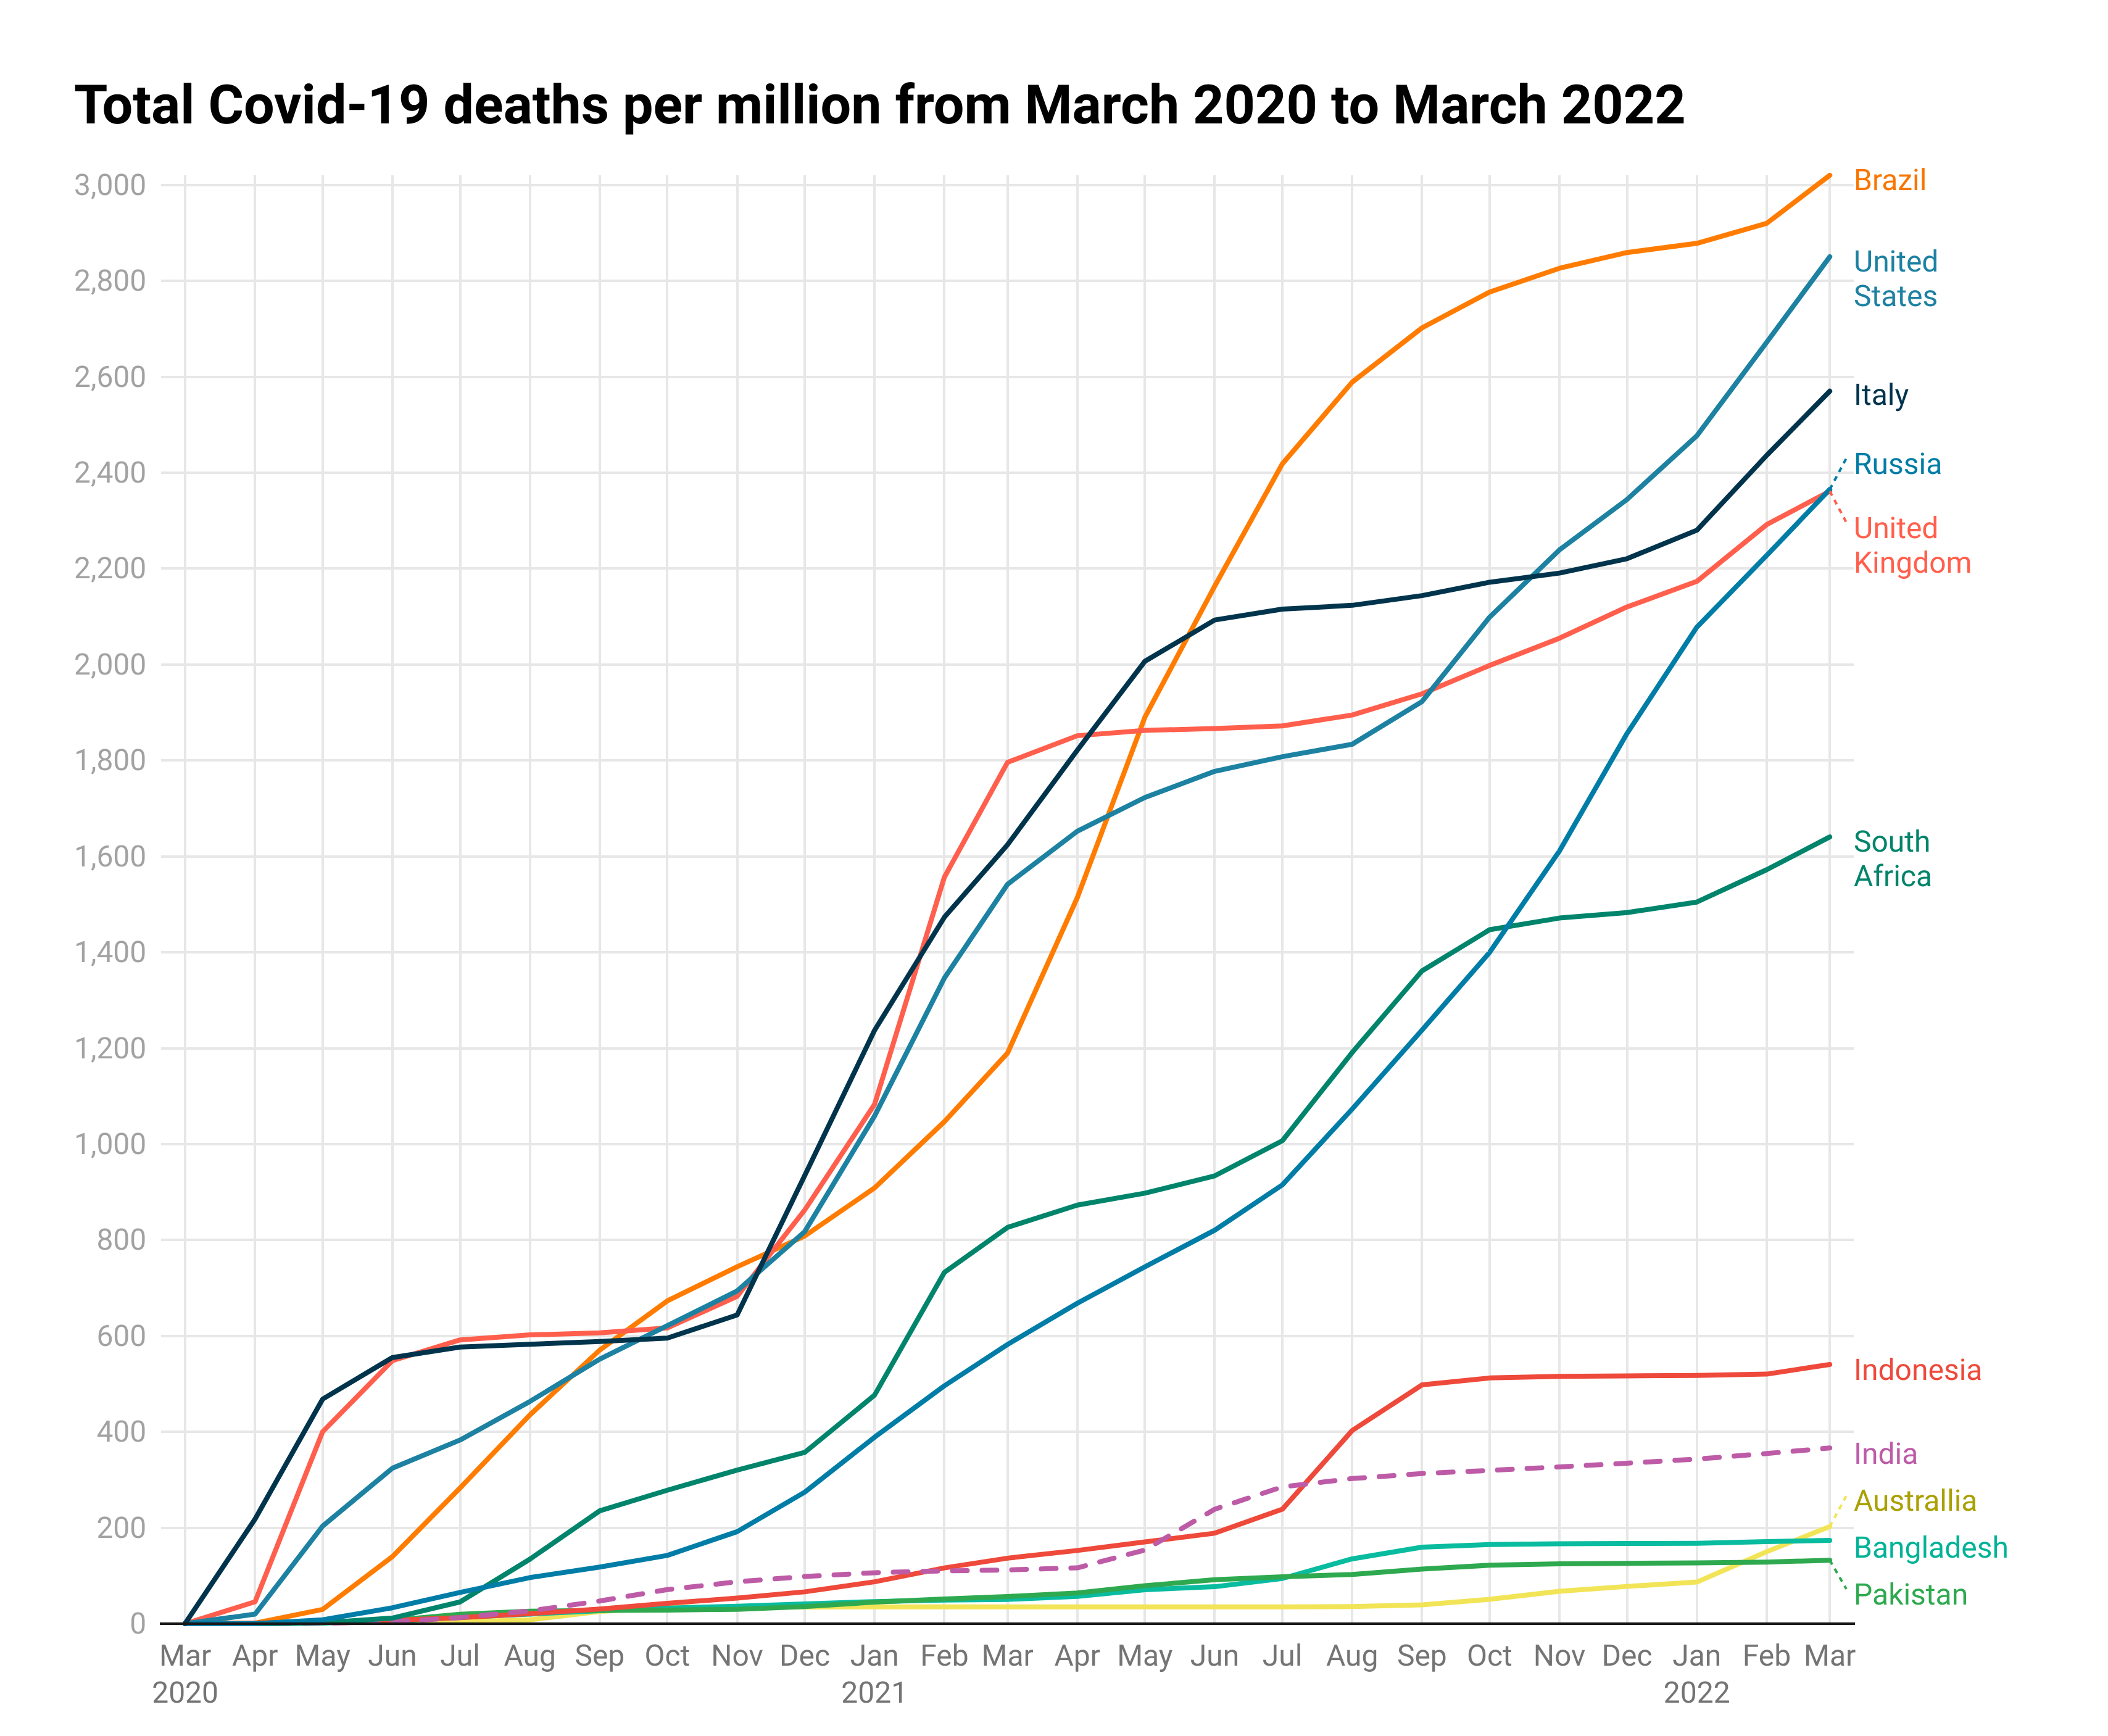 Total Covid-19 deaths per million from March 2020 to March 2022
3,000
2,800
2,600
2,400
2,200
2,000
1,800
1,600
1,400
1,200
1,000
800
600
400
200
0
Brazil
United
States
Italy
Russia
United
Kingdom
South
Africa
Indonesia
India
Australlia
Bangladesh
Pakistan
Mar Apr May Jun Jul Aug Sep Oct Nov Dec Jan Feb Mar Apr May Jun Jul Aug Sep Oct Nov Dec Jan Feb Mar
2020 2021 2022